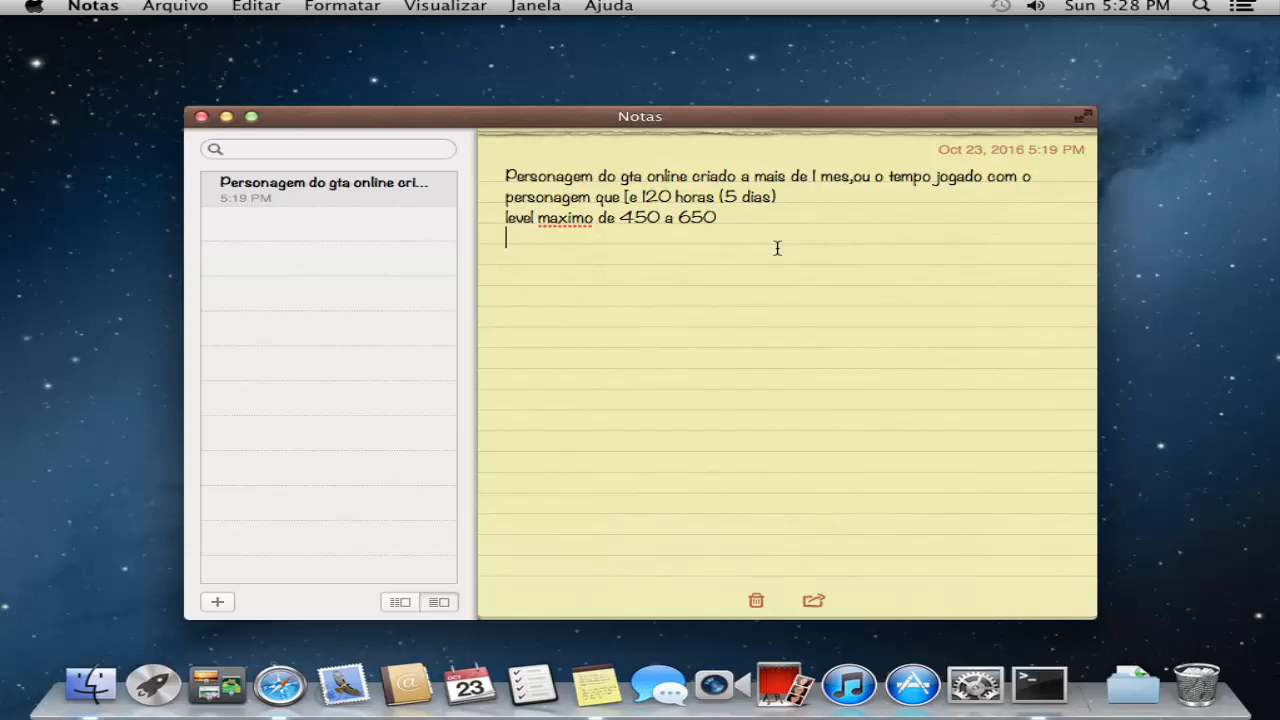 Notas Arquivo Editar Formatar Visualizar Janela Ajuda Sun 5:28 PM
Notas
Oct 23, 2016 5:19 PM
Personagem do gta online cri...
5:19 PM
Personagem do gta online criado a mais de 1 mes,ou o tempo jogado com o
personagem que [e 120 horas (5 dias)
level maximo de 450 a 650
OCT
23